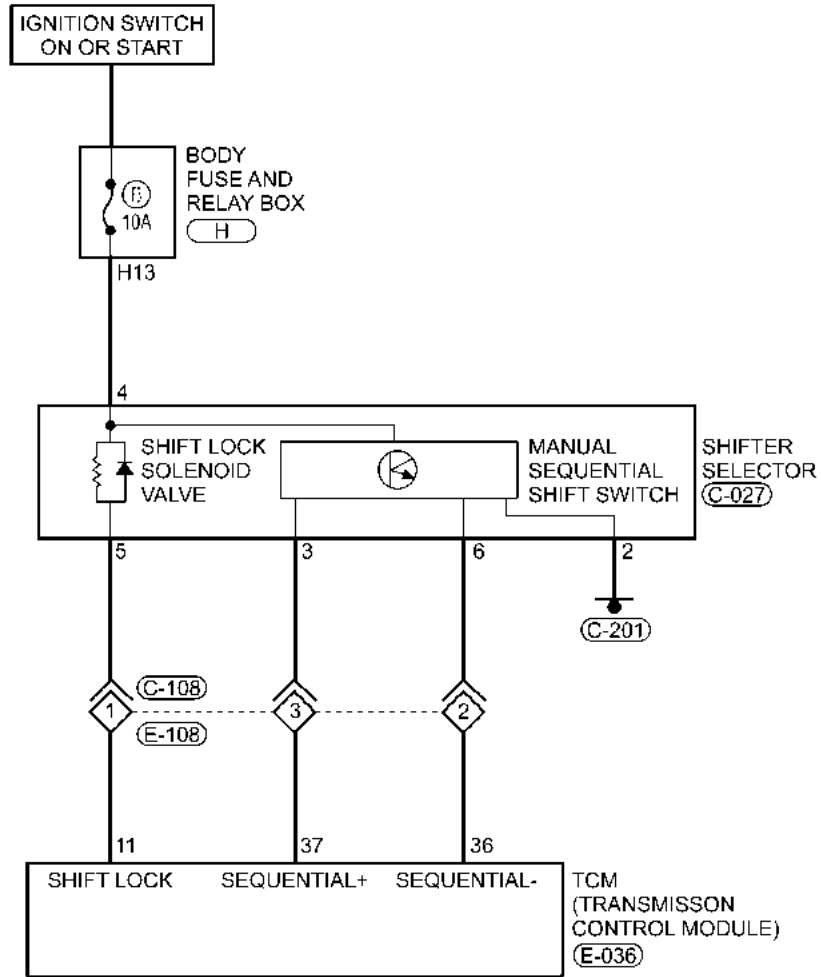 IGNITION SWITCH
ON OR START
BODY
FUSE AND
RELAY BOX
H
B
10A
H13
4
SHIFT LOCK
SOLENOID
VALVE
MANUAL
SEQUENTIAL
SHIFT SWITCH
SHIFTER
SELECTOR
C-027
5
3
6
2
C-201
C-108
1
3
2
E-108
11
37
36
SHIFT LOCK
SEQUENTIAL+
SEQUENTIAL-
TCM
(TRANSMISSON
CONTROL MODULE)
E-036